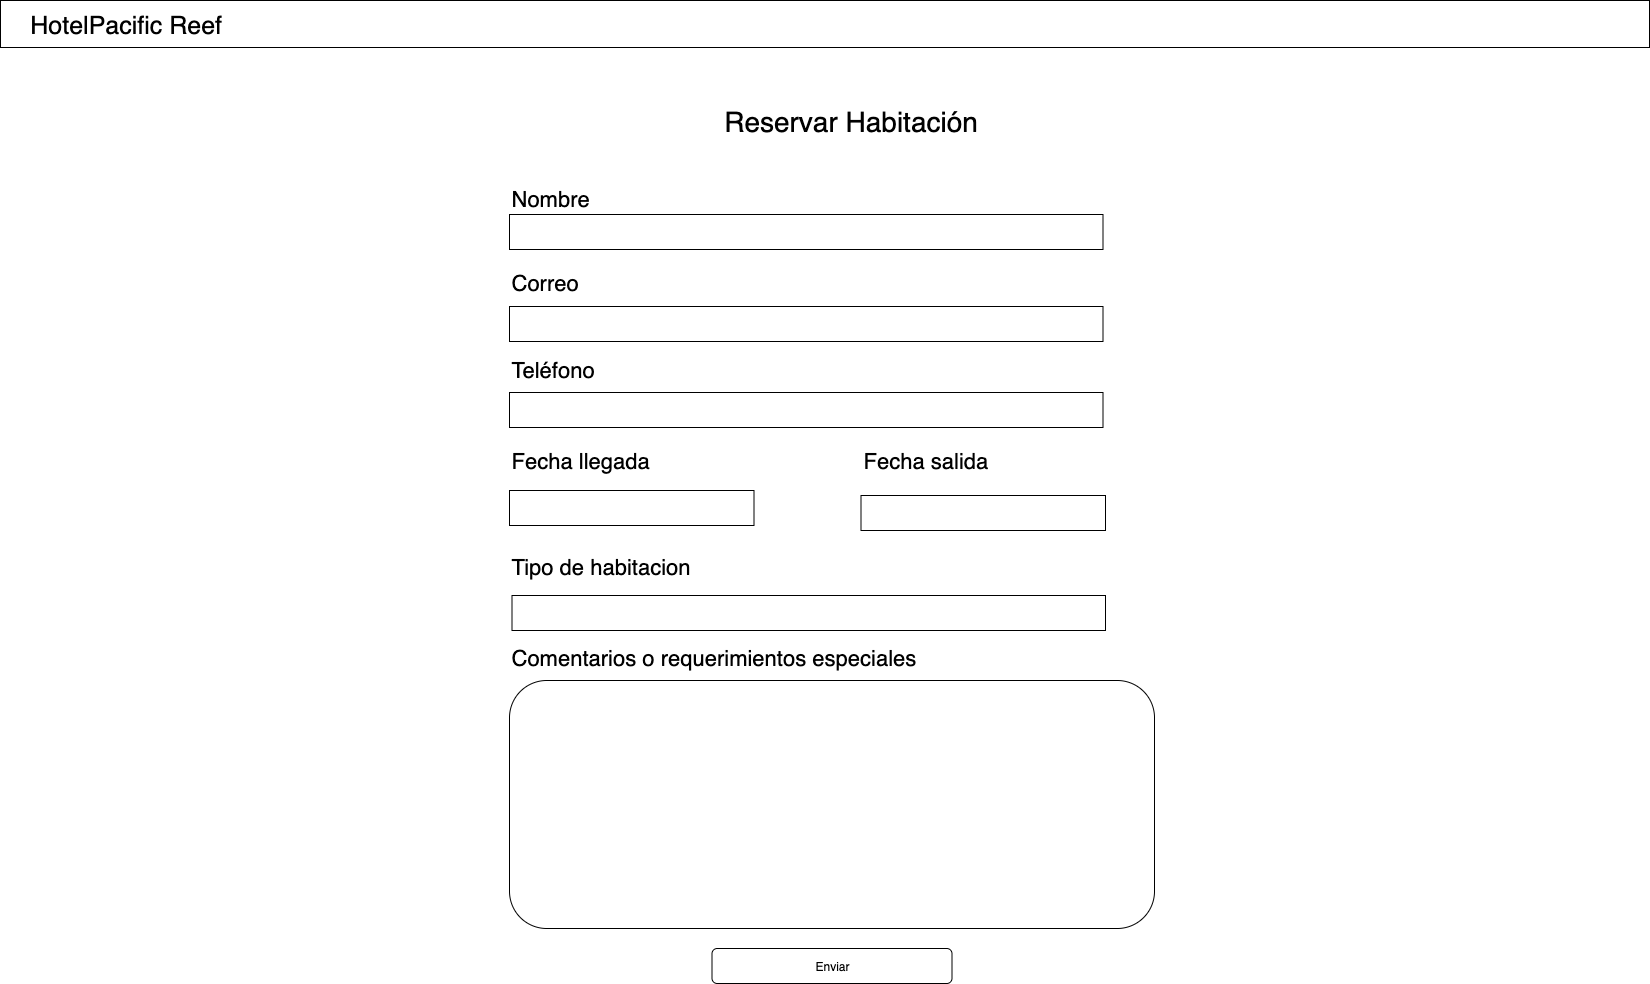 HotelPacific Reef
Reservar Habitación
Nombre
Correo
Teléfono
Fecha llegada
Fecha salida
Tipo de habitacion
Comentarios o requerimientos especiales
Enviar